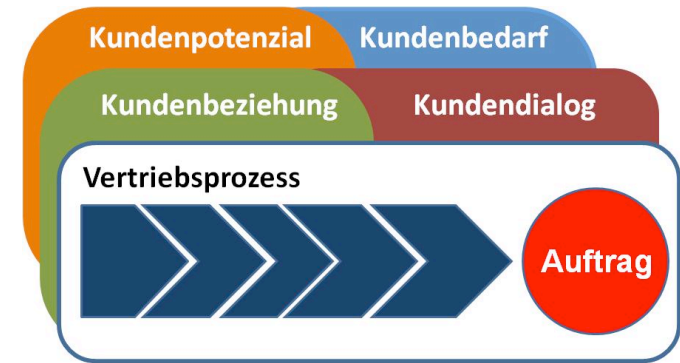 Kundenpotenzial Kundenbedarf
Kundenbeziehung Kundendialog
Vertriebsprozess
Auftrag